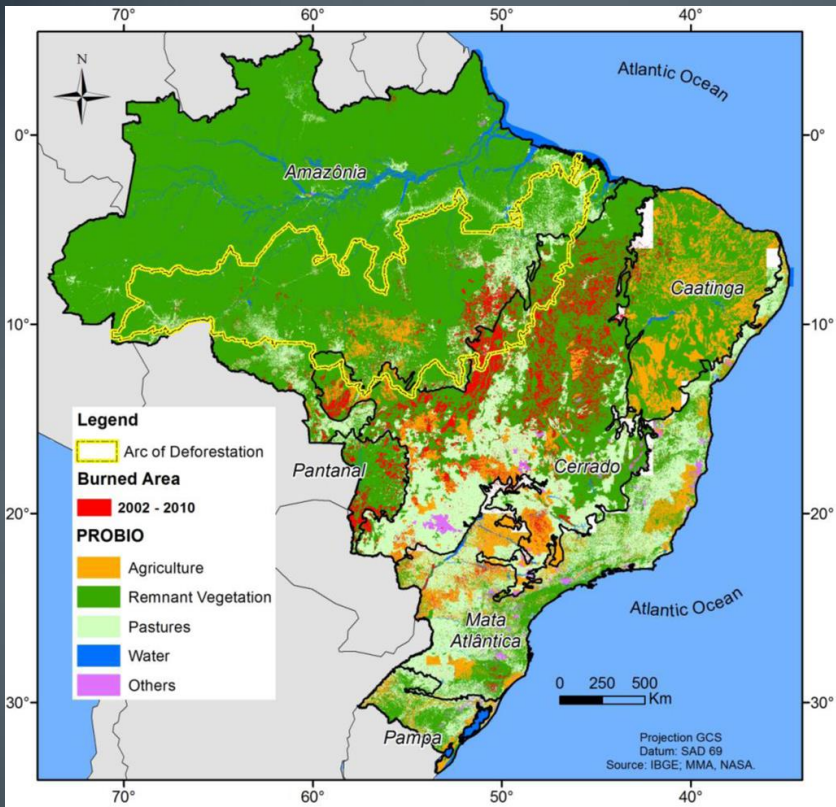 70°
60°
50°
40°
N
Atlantic Ocean
0°
0°
Amazônia
Caatinga
10°
10°
Legend
Arc of Deforestation
Burned Area
2002 - 2010
PROBIO
Agriculture
Remnant Vegetation
Pastures
Water
Others
Pantanal
Cerrado
20°
20°
Atlantic Ocean
Mata
Atlântica
0 250 500
Km
30°
30°
Pampa
Projection GCS
Datum: SAD 69
Source: IBGE; MMA, NASA.
70°
60°
50°
40°